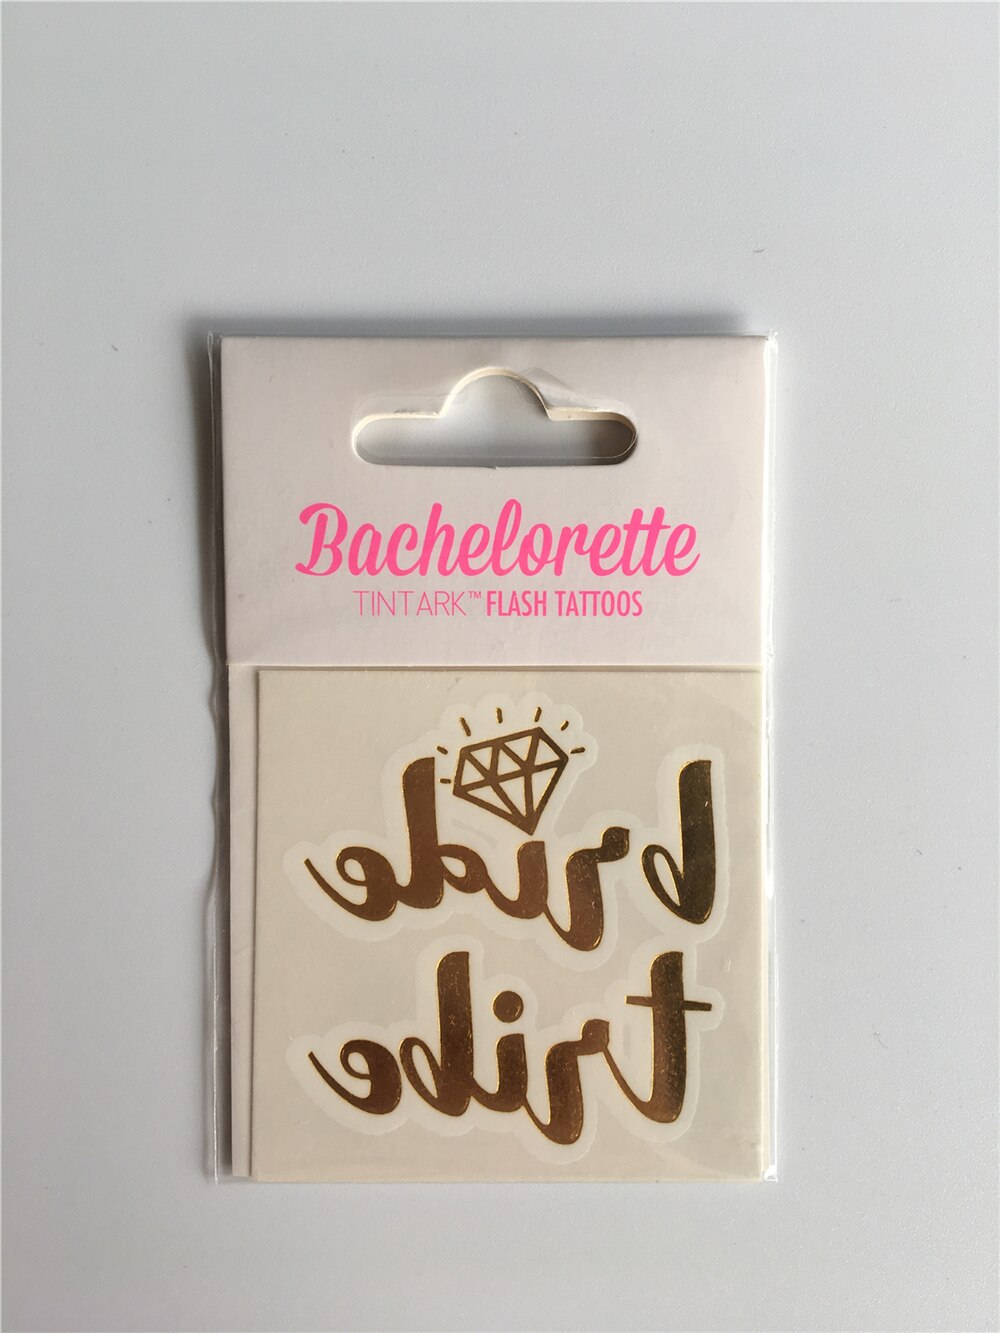 Bachelorette
TINTARK™ FLASH TATTOOS
bride
tribe